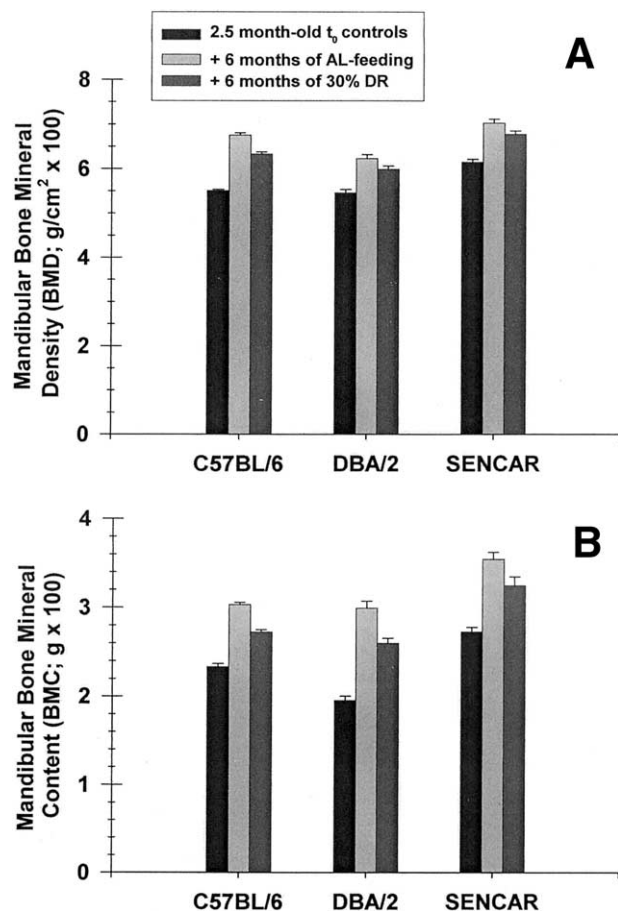 2.5 month-old t₀ controls
+ 6 months of AL-feeding
+ 6 months of 30% DR
A
Mandibular Bone Mineral
Density (BMD; g/cm² x 100)
8
6
4
2
0
C57BL/6 DBA/2 SENCAR
B
Mandibular Bone Mineral
Content (BMC; g x 100)
4
3
2
1
0
C57BL/6 DBA/2 SENCAR